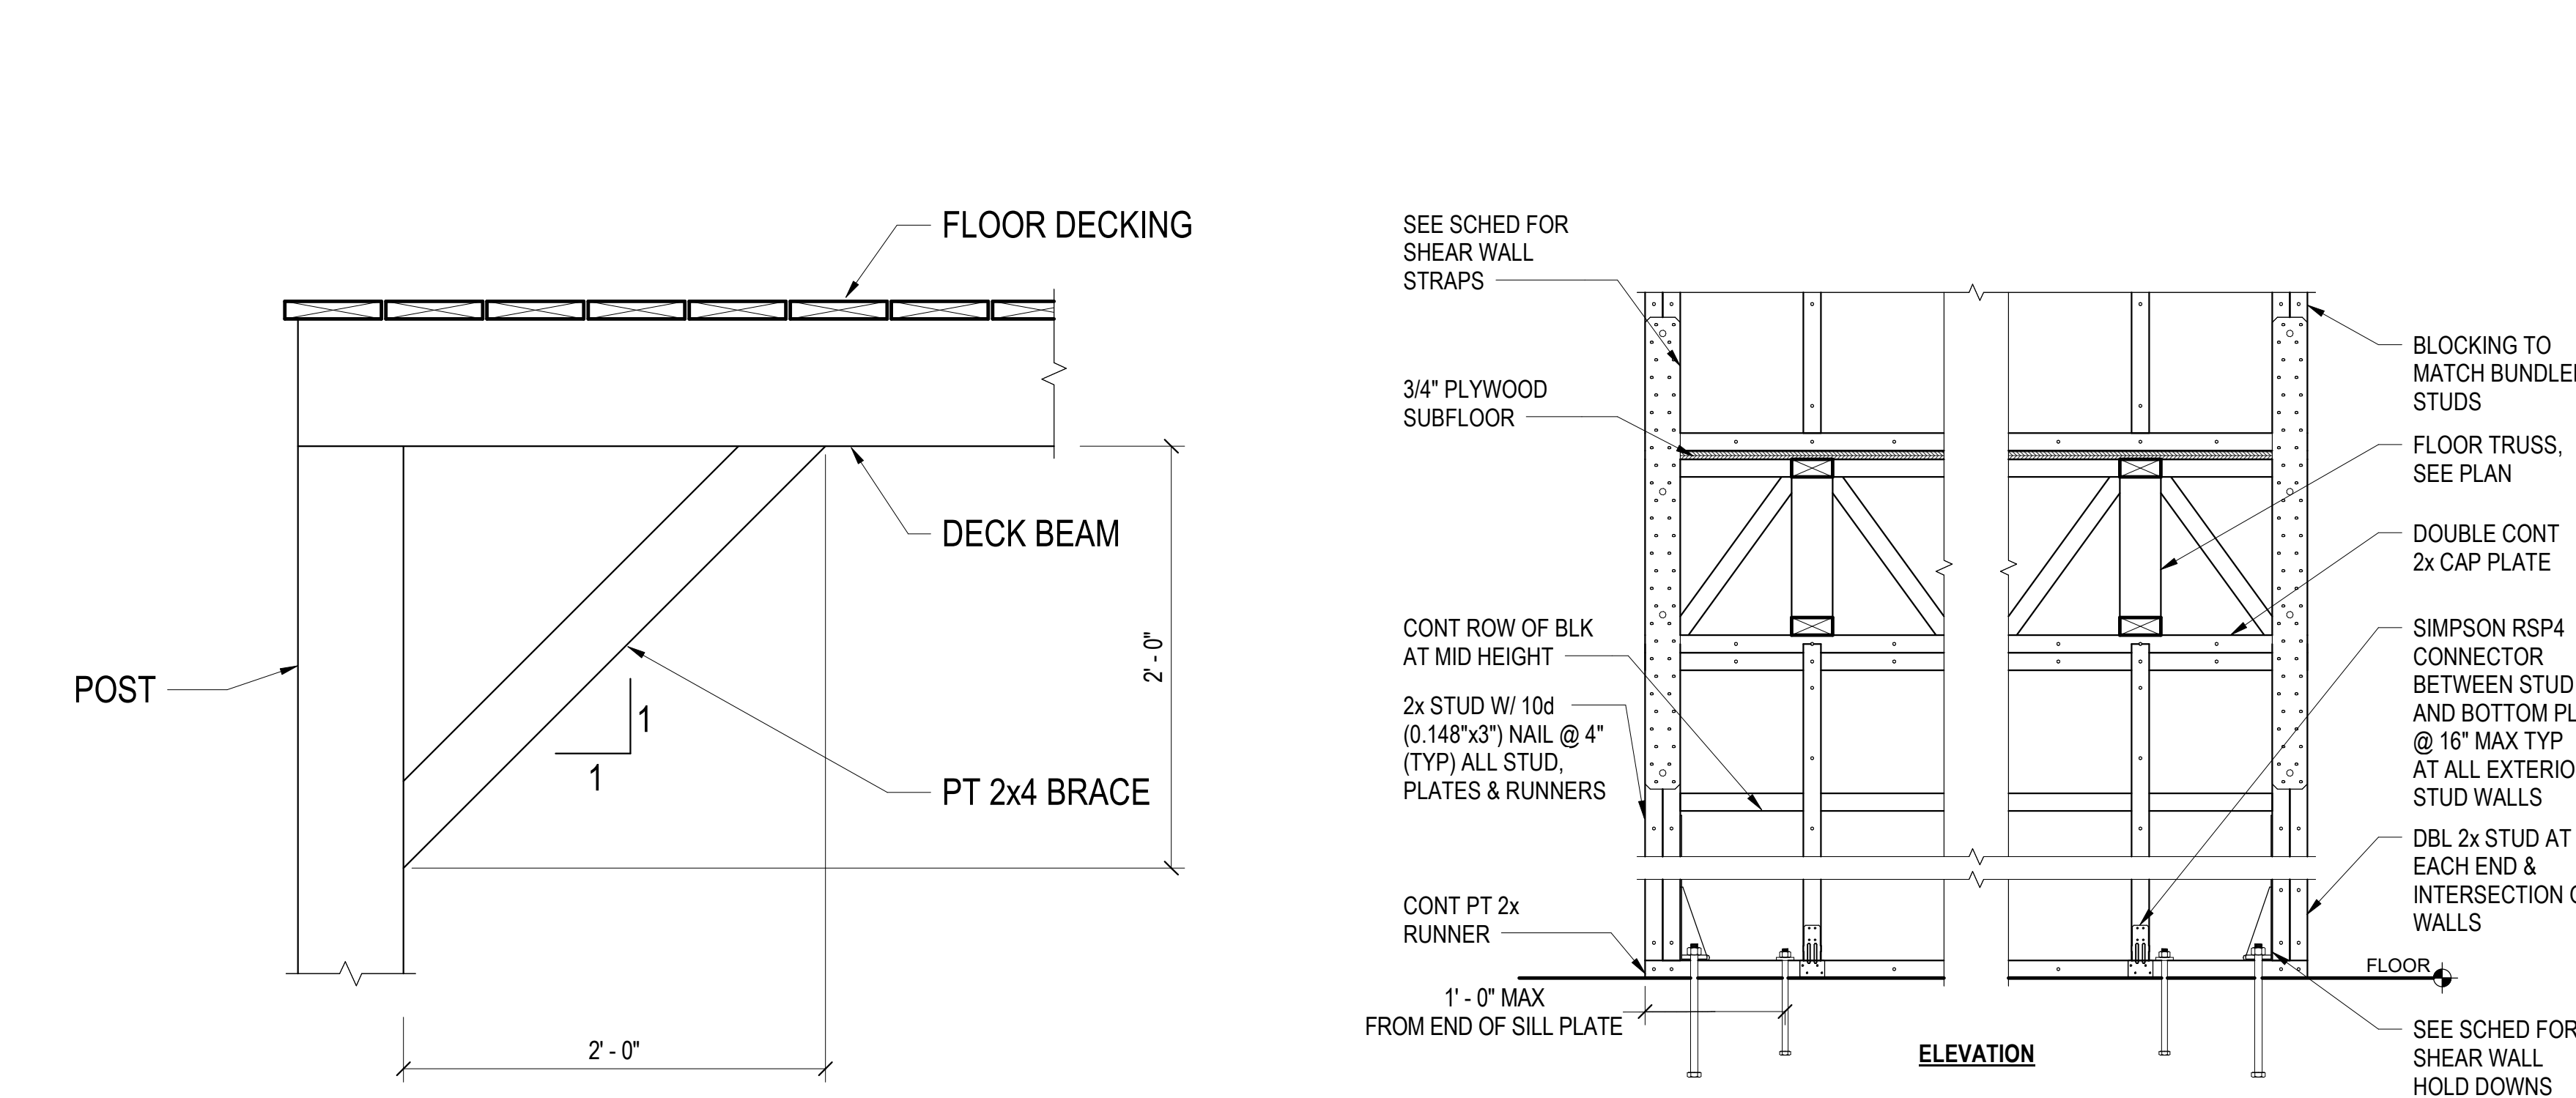 FLOOR DECKING
DECK BEAM
POST
1
1
PT 2x4 BRACE
2' - 0"
2' - 0"
SEE SCHED FOR
SHEAR WALL
STRAPS
3/4" PLYWOOD
SUBFLOOR
CONT ROW OF BLK
AT MID HEIGHT
2x STUD W/ 10d
(0.148"x3") NAIL @ 4"
(TYP) ALL STUD,
PLATES & RUNNERS
CONT PT 2x
RUNNER
1' - 0" MAX
FROM END OF SILL PLATE
ELEVATION
BLOCKING TO
MATCH BUNDLE
STUDS
FLOOR TRUSS,
SEE PLAN
DOUBLE CONT
2x CAP PLATE
SIMPSON RSP4
CONNECTOR
BETWEEN STUD
AND BOTTOM PL
@ 16" MAX TYP
AT ALL EXTERIO
STUD WALLS
DBL 2x STUD AT
EACH END &
INTERSECTION
WALLS
FLOOR
SEE SCHED FOR
SHEAR WALL
HOLD DOWNS